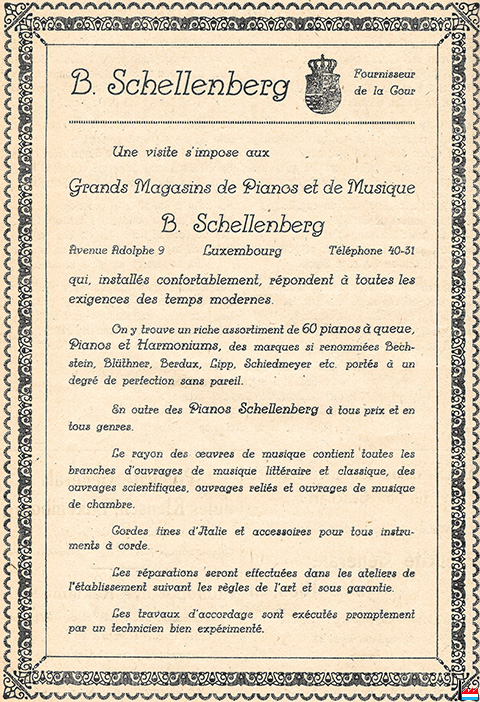 B. Schellenberg
Fournisseur
de la Cour
Une visite s'impose aux
Grands Magasins de Pianos et de Musique
B. Schellenberg
Avenue Adolphe 9 Luxembourg Téléphone 40-31
qui, installés confortablement, répondent à toutes les
exigences des temps modernes.
On y trouve un riche assortiment de 60 pianos à queue,
Pianos et Harmoniums, des marques si renommées Bech-
stein, Blüthner, Berdux, Lipp, Schiedmeyer etc. portés à un
degré de perfection sans pareil.
En outre des Pianos Schellenberg à tous prix et en
tous genres.
Le rayon des œuvres de musique contient toutes les
branches d'ouvrages de musique littéraire et classique, des
ouvrages scientifiques, ouvrages reliés et ouvrages de musique
de chambre.
Cordes fines d'Italie et accessoires pour tous instru-
ments à corde.
Les réparations seront effectuées dans les ateliers de
l'établissement suivant les règles de l'art et sous garantie.
Les travaux d'accordage sont exécutés promptement
par un technicien bien expérimenté.